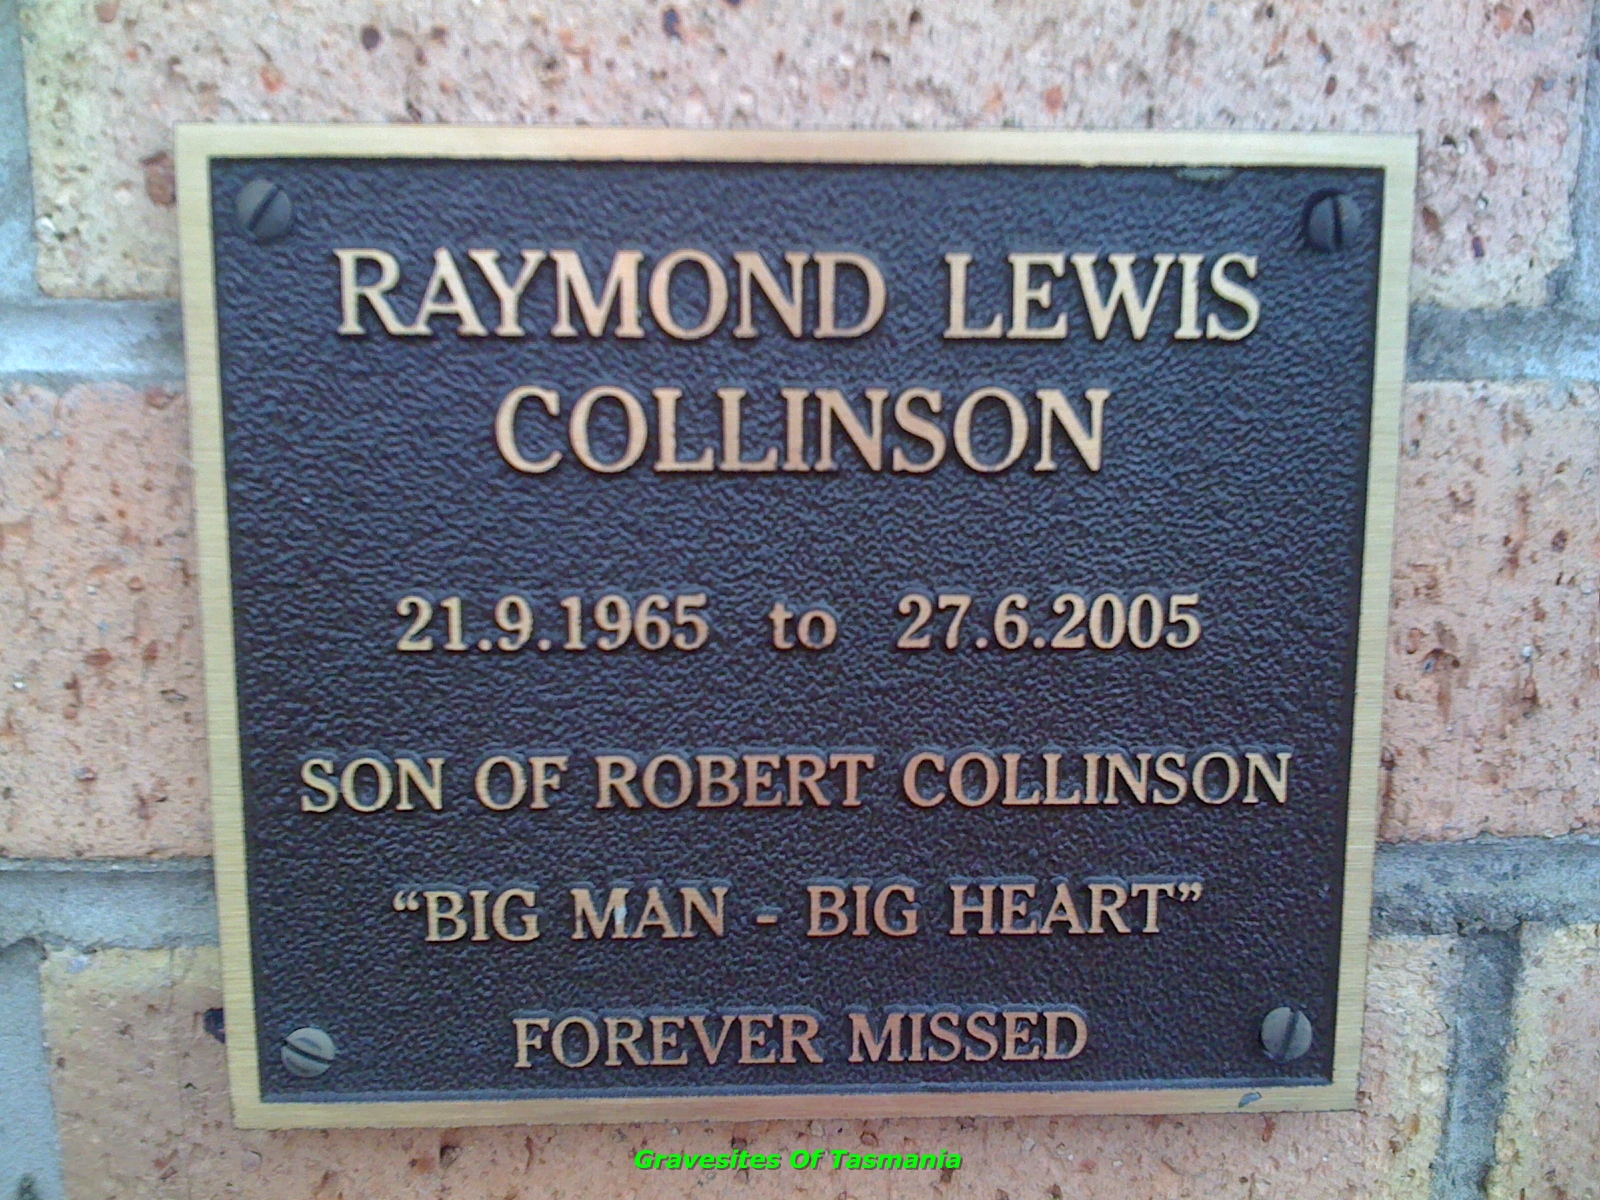 RAYMOND LEWIS
COLLINSON
21.9.1965 to 27.6.2005
SON OF ROBERT COLLINSON
“BIG MAN - BIG HEART”
FOREVER MISSED
Gravesites Of Tasmania